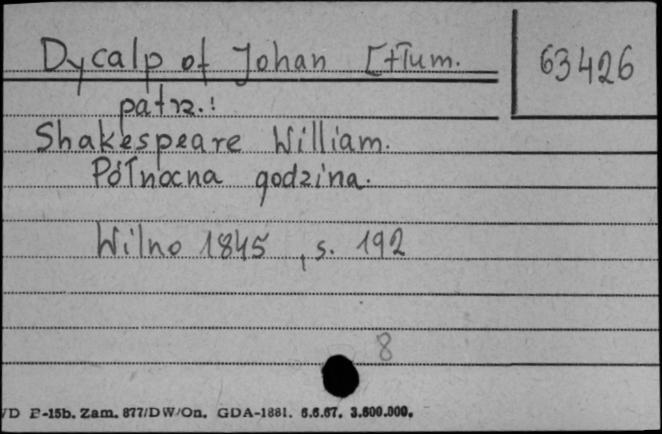 Dycalp of Johan [tłum.
63426
patrz.:
Shakespeare William.
Północna godzina.
Wilno 1845, s. 192
8
/D P-15b. Zam. 877/DW/On. GDA-1881. 6.6.67. 3.600.000.